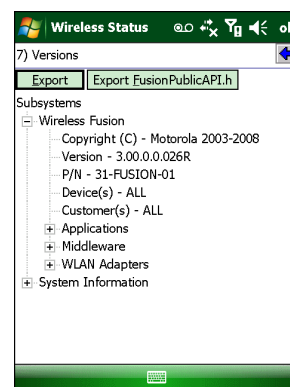 Wireless Status
ok
7) Versions
Export Export FusionPublicAPI.h
Subsystems
Wireless Fusion
Copyright (C) - Motorola 2003-2008
Version - 3.00.0.0.026R
P/N - 31-FUSION-01
Device(s) - ALL
Customer(s) - ALL
Applications
Middleware
WLAN Adapters
System Information